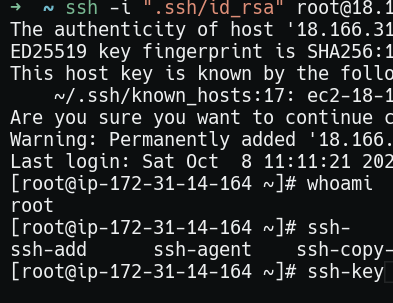 ➜ ~ ssh -i ".ssh/id_rsa" root@18.1
The authenticity of host '18.166.31
ED25519 key fingerprint is SHA256:1
This host key is known by the follo
~/.ssh/known_hosts:17: ec2-18-1
Are you sure you want to continue c
Warning: Permanently added '18.166.
Last login: Sat Oct  8 11:11:21 202
[root@ip-172-31-14-164 ~]# whoami
root
[root@ip-172-31-14-164 ~]# ssh-
ssh-add ssh-agent ssh-copy-
[root@ip-172-31-14-164 ~]# ssh-key